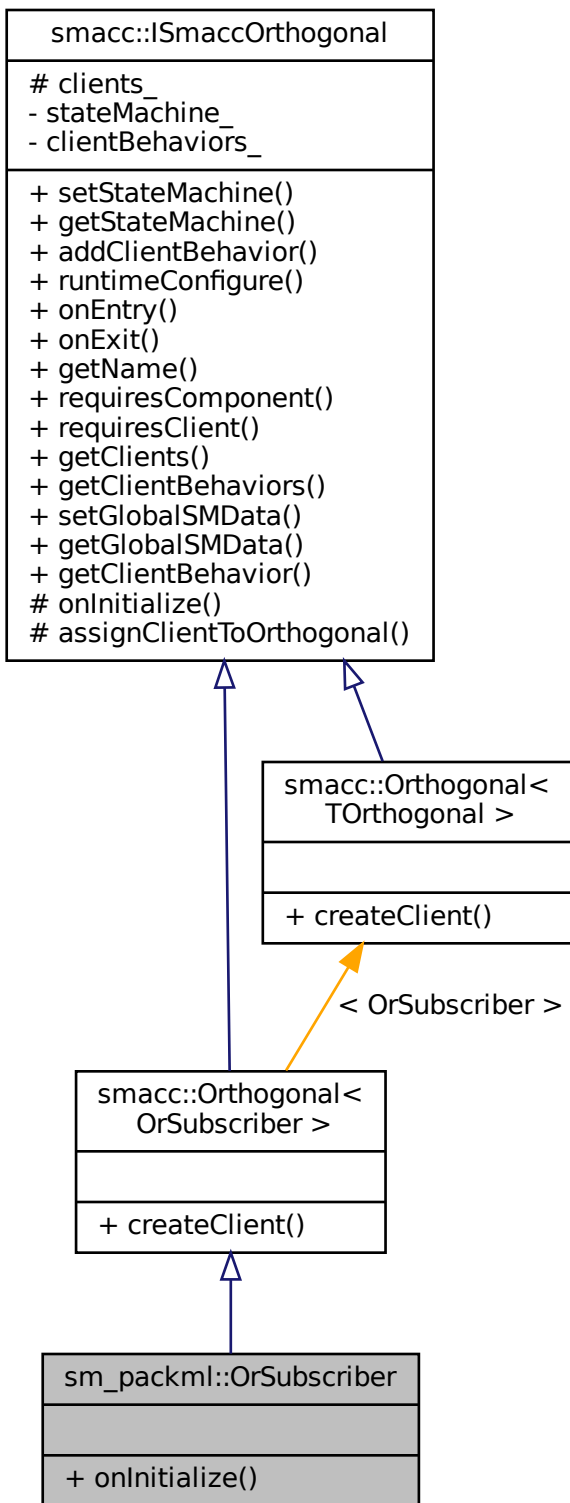 smacc::ISmaccOrthogonal
# clients_
- stateMachine_
- clientBehaviors_
+ setStateMachine()
+ getStateMachine()
+ addClientBehavior()
+ runtimeConfigure()
+ onEntry()
+ onExit()
+ getName()
+ requiresComponent()
+ requiresClient()
+ getClients()
+ getClientBehaviors()
+ setGlobalSMData()
+ getGlobalSMData()
+ getClientBehavior()
# onInitialize()
# assignClientToOrthogonal()
smacc::Orthogonal<
TOrthogonal >
+ createClient()
< OrSubscriber >
smacc::Orthogonal<
OrSubscriber >
+ createClient()
sm_packml::OrSubscriber
+ onInitialize()